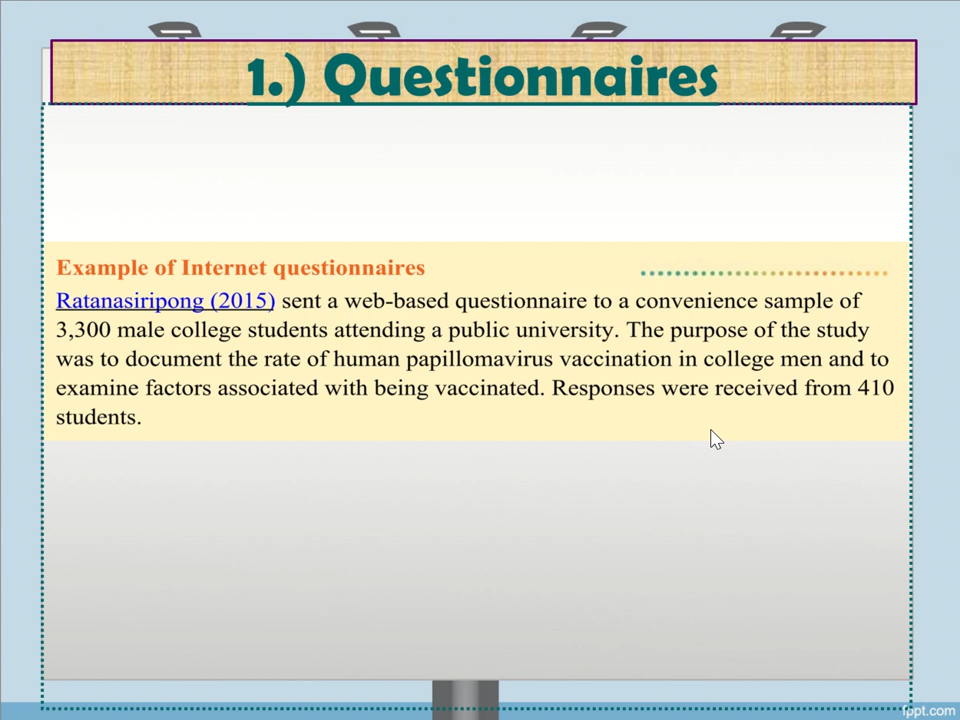 1.) Questionnaires
Example of Internet questionnaires
Ratanasiripong (2015) sent a web-based questionnaire to a convenience sample of
3,300 male college students attending a public university. The purpose of the study
was to document the rate of human papillomavirus vaccination in college men and to
examine factors associated with being vaccinated. Responses were received from 410
students.
fppt.com